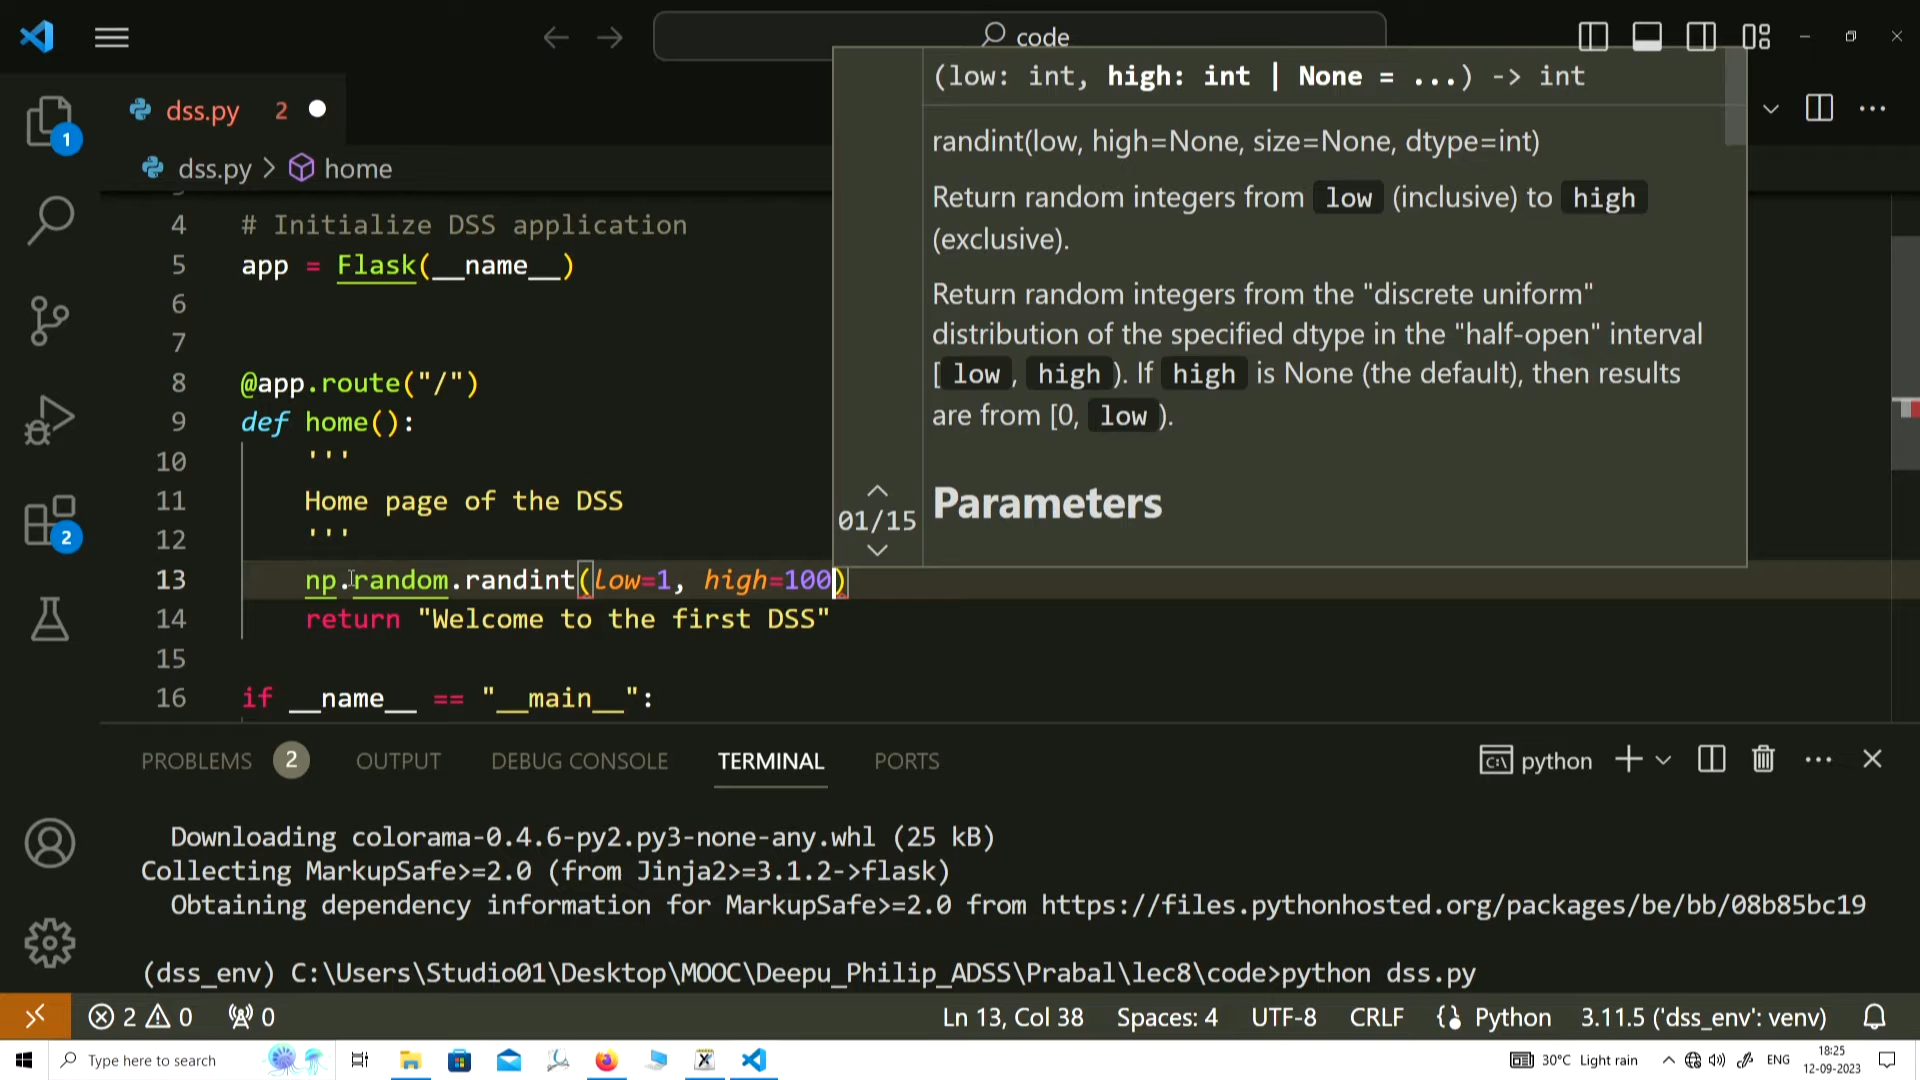 code
dss.py 2
dss.py > home
(low: int, high: int | None = ...) -> int
randint(low, high=None, size=None, dtype=int)
Return random integers from low (inclusive) to high
(exclusive).
Return random integers from the "discrete uniform"
distribution of the specified dtype in the "half-open" interval
[ low , high ). If high is None (the default), then results
are from [0, low ).
01/15
Parameters
1
2
4 # Initialize DSS application
5 app = Flask(__name__)
6
7
8 @app.route("/")
9 def home():
10 '''
11 Home page of the DSS
12 '''
13 np.random.randint(low=1, high=100)
14 return "Welcome to the first DSS"
15
16 if __name__ == "__main__":
PROBLEMS 2 OUTPUT DEBUG CONSOLE TERMINAL PORTS python
Downloading colorama-0.4.6-py2.py3-none-any.whl (25 kB)
Collecting MarkupSafe>=2.0 (from Jinja2>=3.1.2->flask)
Obtaining dependency information for MarkupSafe>=2.0 from https://files.pythonhosted.org/packages/be/bb/08b85bc19
(dss_env) C:\Users\Studio01\Desktop\MOOC\Deepu_Philip_ADSS\Prabal\lec8\code>python dss.py
2 0 0 Ln 13, Col 38 Spaces: 4 UTF-8 CRLF Python 3.11.5 ('dss_env': venv)
Type here to search 30°C Light rain ENG 18:25
12-09-2023